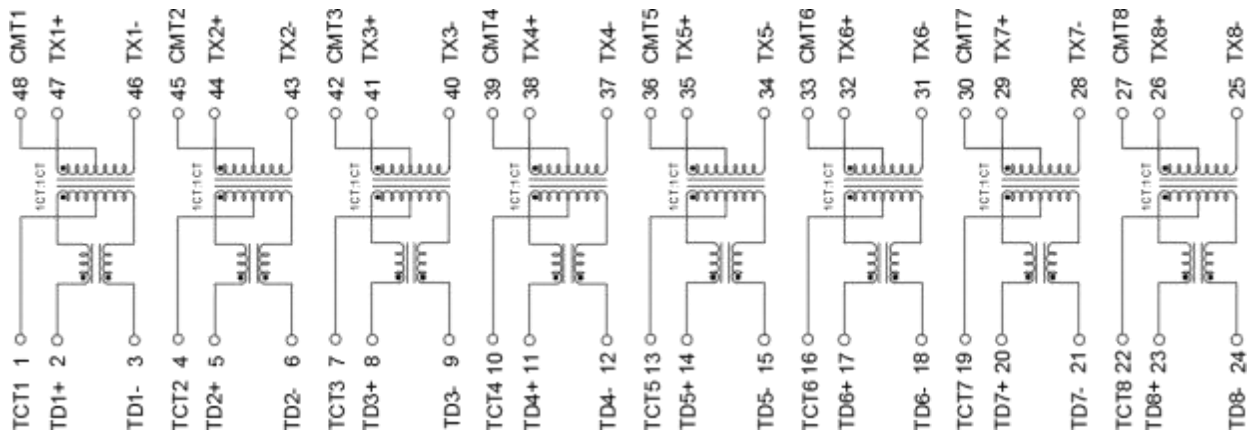 CMT1 TX1+ TX1- CMT2 TX2+ TX2- CMT3 TX3+ TX3- CMT4 TX4+ TX4- CMT5 TX5+ TX5- CMT6 TX6+ TX6- CMT7 TX7+ TX7- CMT8 TX8+ TX8-
48 47 46 45 44 43 42 41 40 39 38 37 36 35 34 33 32 31 30 29 28 27 26 25
1CT:1CT 1CT:1CT 1CT:1CT 1CT:1CT 1CT:1CT 1CT:1CT 1CT:1CT 1CT:1CT
1 2 3 4 5 6 7 8 9 10 11 12 13 14 15 16 17 18 19 20 21 22 23 24
TCT1 TD1+ TD1- TCT2 TD2+ TD2- TCT3 TD3+ TD3- TCT4 TD4+ TD4- TCT5 TD5+ TD5- TCT6 TD6+ TD6- TCT7 TD7+ TD7- TCT8 TD8+ TD8-